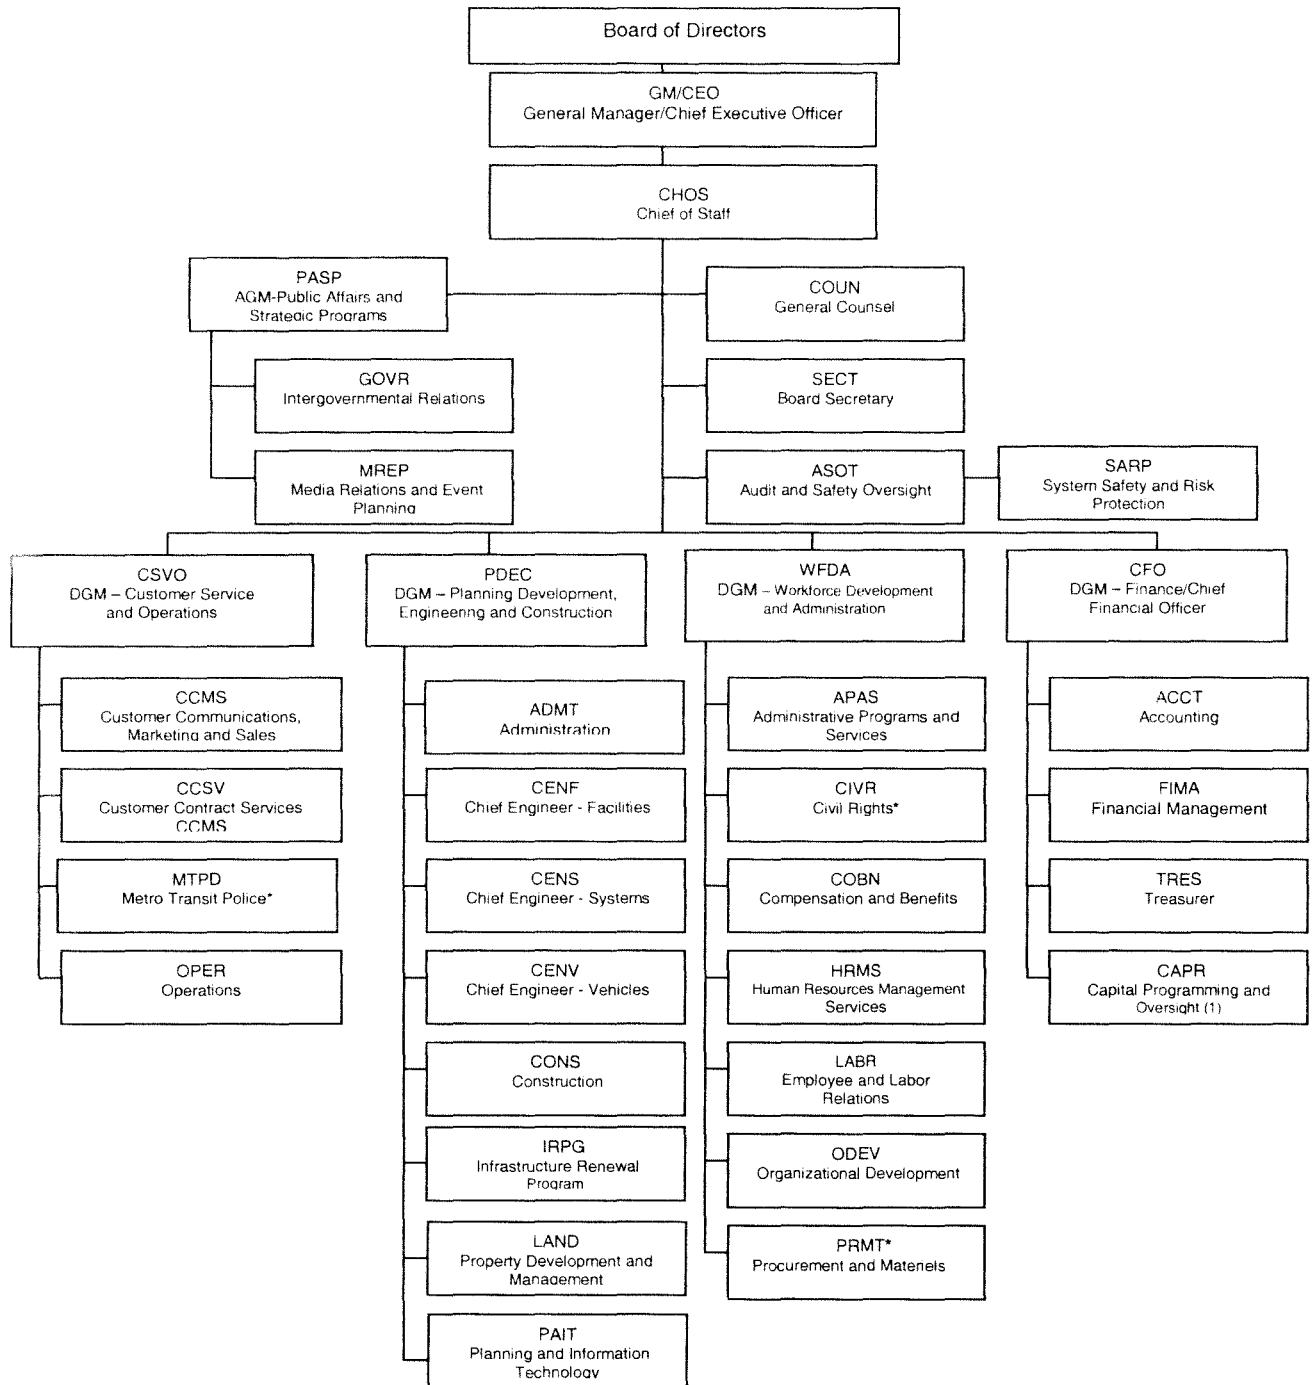 Board of Directors
GM/CEO
General Manager/Chief Executive Officer
CHOS
Chief of Staff
PASP
AGM-Public Affairs and
Strategic Programs
COUN
General Counsel
GOVR
Intergovernmental Relations
SECT
Board Secretary
MREP
Media Relations and Event
Planning
ASOT
Audit and Safety Oversight
SARP
System Safety and Risk
Protection
CSVO
DGM – Customer Service
and Operations
PDEC
DGM – Planning Development,
Engineering and Construction
WFDA
DGM – Workforce Development
and Administration
CFO
DGM – Finance/Chief
Financial Officer
CCMS
Customer Communications,
Marketing and Sales
CCSV
Customer Contract Services
CCMS
MTPD
Metro Transit Police*
OPER
Operations
ADMT
Administration
CENF
Chief Engineer - Facilities
CENS
Chief Engineer - Systems
CENV
Chief Engineer - Vehicles
CONS
Construction
IRPG
Infrastructure Renewal
Program
LAND
Property Development and
Management
PAIT
Planning and Information
Technology
APAS
Administrative Programs and
Services
CIVR
Civil Rights*
COBN
Compensation and Benefits
HRMS
Human Resources Management
Services
LABR
Employee and Labor
Relations
ODEV
Organizational Development
PRMT*
Procurement and Materiels
ACCT
Accounting
FIMA
Financial Management
TRES
Treasurer
CAPR
Capital Programming and
Oversight (1)